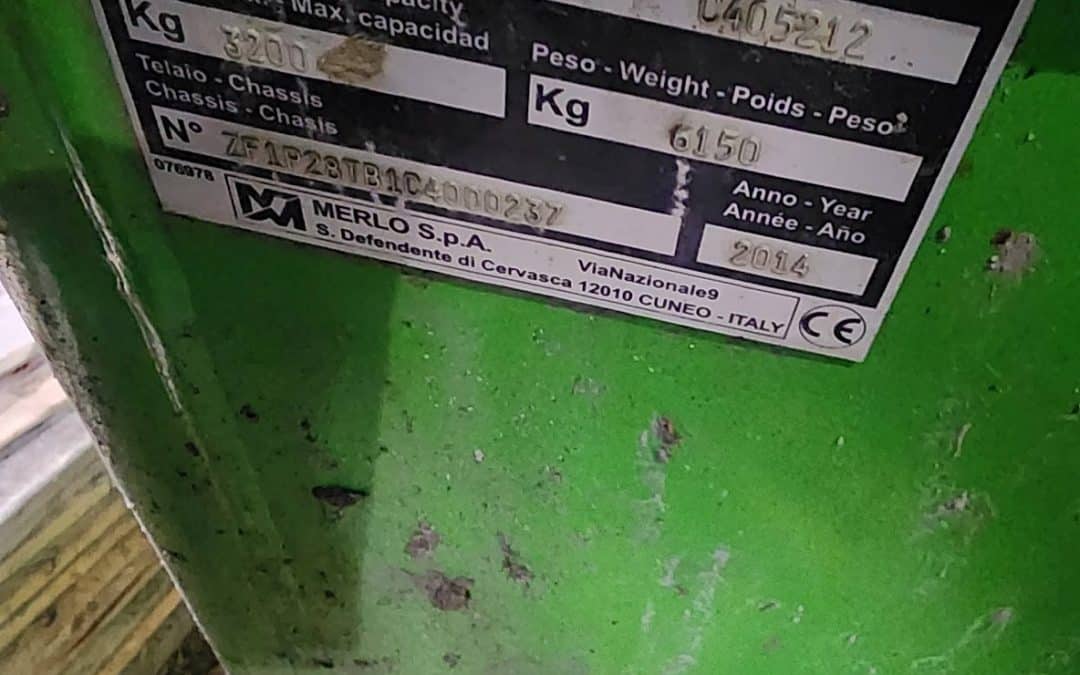 C405212
- Max. capacidad
Kg 3200
Peso - Weight - Poids - Peso
Kg 6150
Telaio - Chassis
Chassis - Chasis
N° ZF1P28TB1C4000237
Anno - Year
Année - Año
2014
076978
MERLO S.p.A.
S. Defendente di Cervasca 12010 CUNEO - ITALY
ViaNazionale9
CE